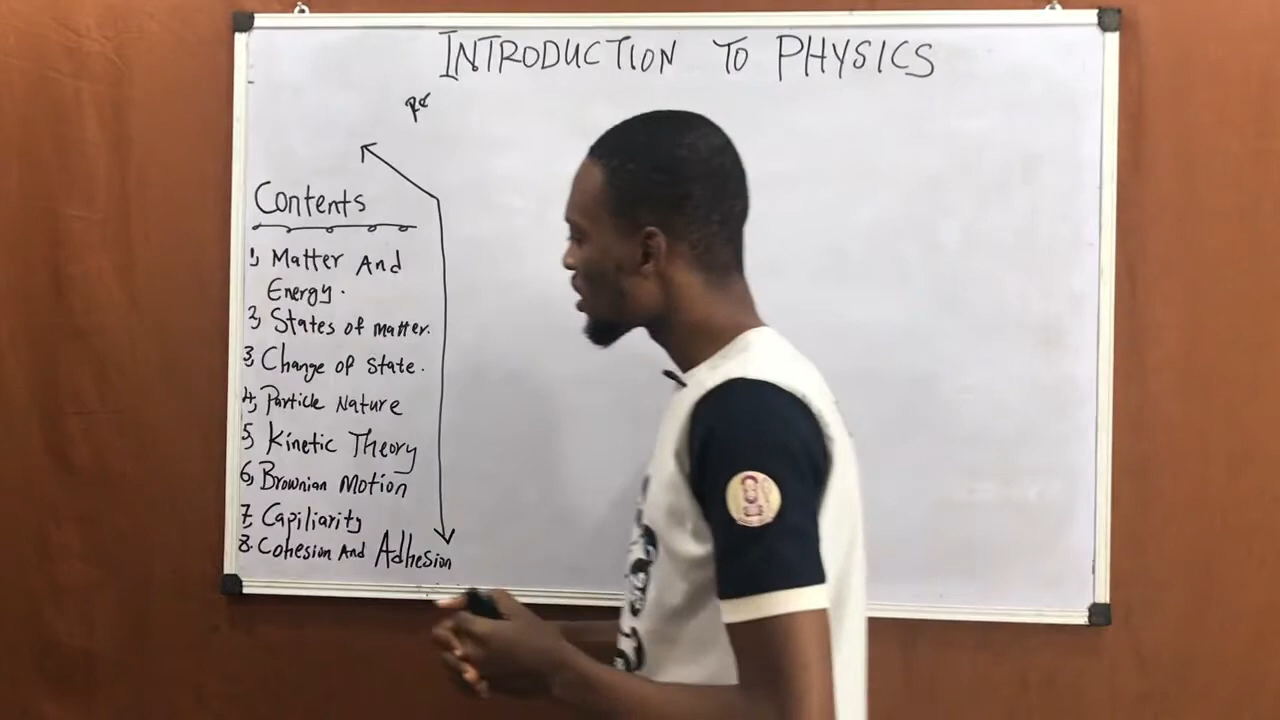 INTRODUCTION TO PHYSICS
Contents
1, Matter And
Energy.
2, States of matter.
3, Change of state.
4, Particle Nature
5, Kinetic Theory
6, Brownian Motion
7, Capiliarity
8. Cohesion And Adhesion